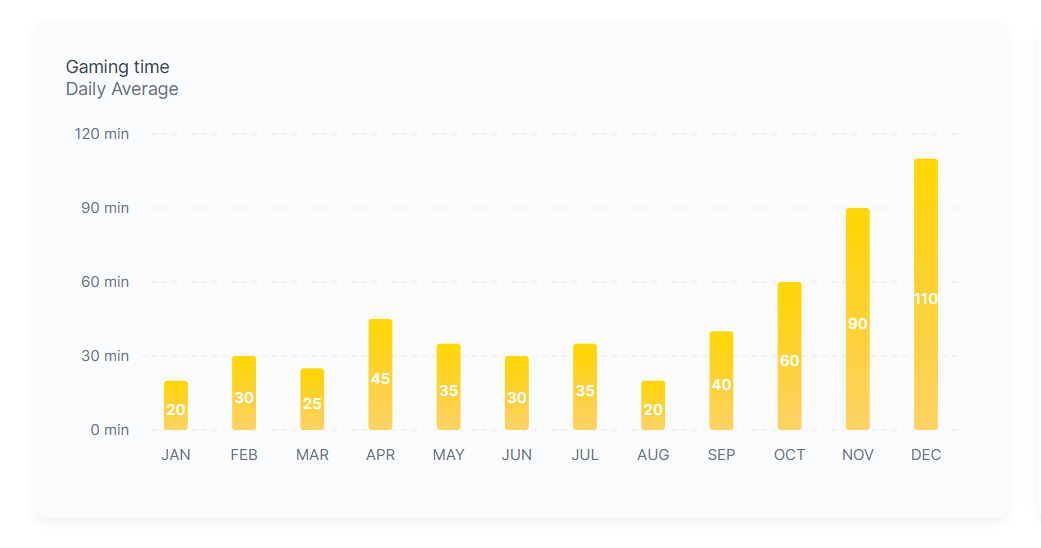 Gaming time
Daily Average
120 min
90 min
60 min
30 min
0 min
20 30 25 45 35 30 35 20 40 60 90 110
JAN FEB MAR APR MAY JUN JUL AUG SEP OCT NOV DEC